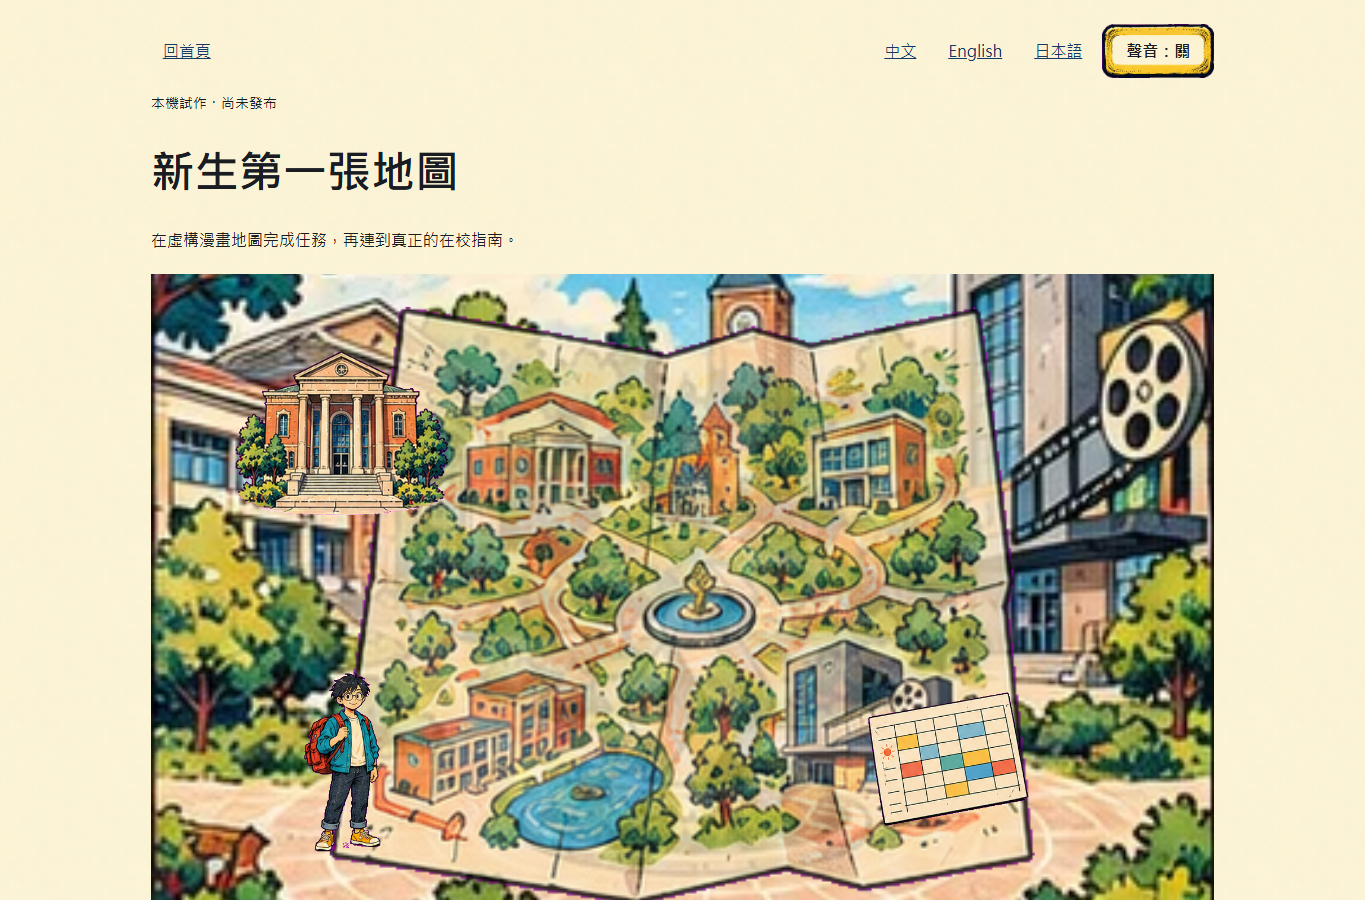 回首頁
中文 English 日本語 聲音：關
本機試作・尚未發布
新生第一張地圖
在虛構漫畫地圖完成任務，再連到真正的在校指南。